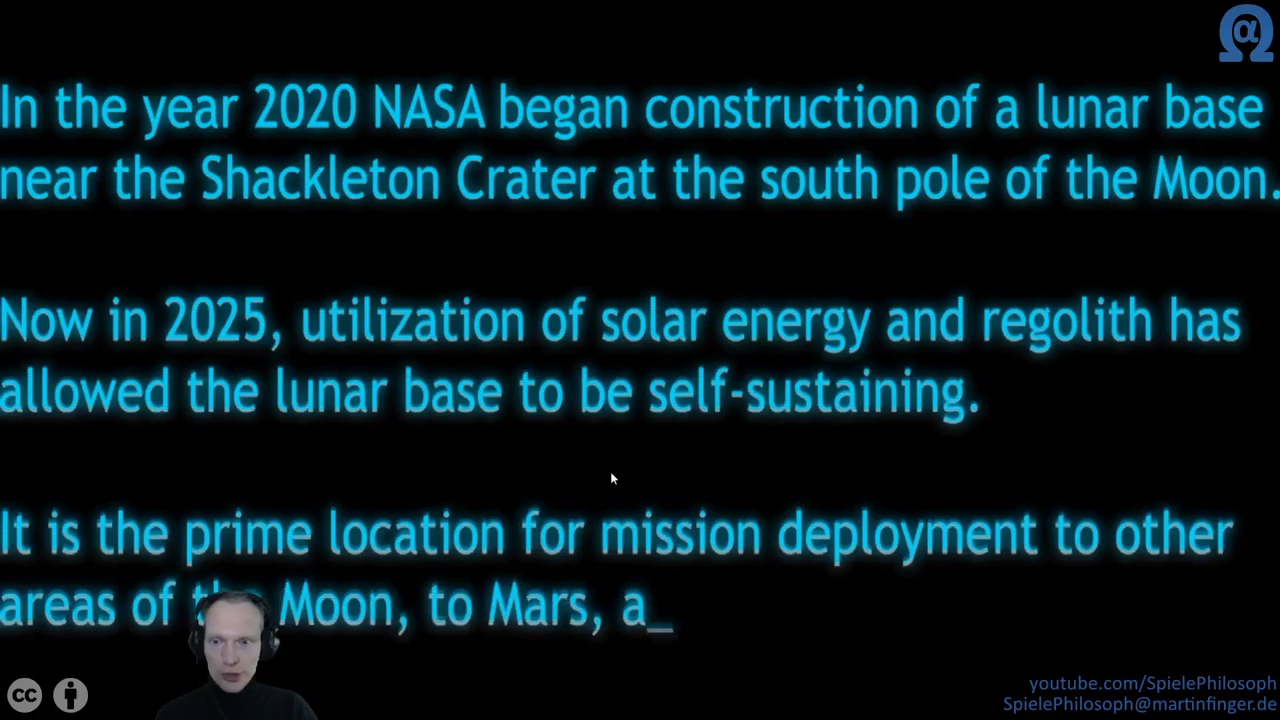 Ω α
In the year 2020 NASA began construction of a lunar base
near the Shackleton Crater at the south pole of the Moon.
Now in 2025, utilization of solar energy and regolith has
allowed the lunar base to be self-sustaining.
It is the prime location for mission deployment to other
areas of the Moon, to Mars, a_
cc
youtube.com/SpielePhilosoph
SpielePhilosoph@martinfinger.de